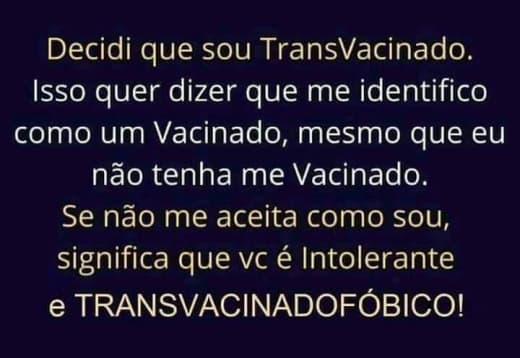 Decidi que sou TransVacinado.
Isso quer dizer que me identifico
como um Vacinado, mesmo que eu
não tenha me Vacinado.
Se não me aceita como sou,
significa que vc é Intolerante
e TRANSVACINADOFÓBICO!